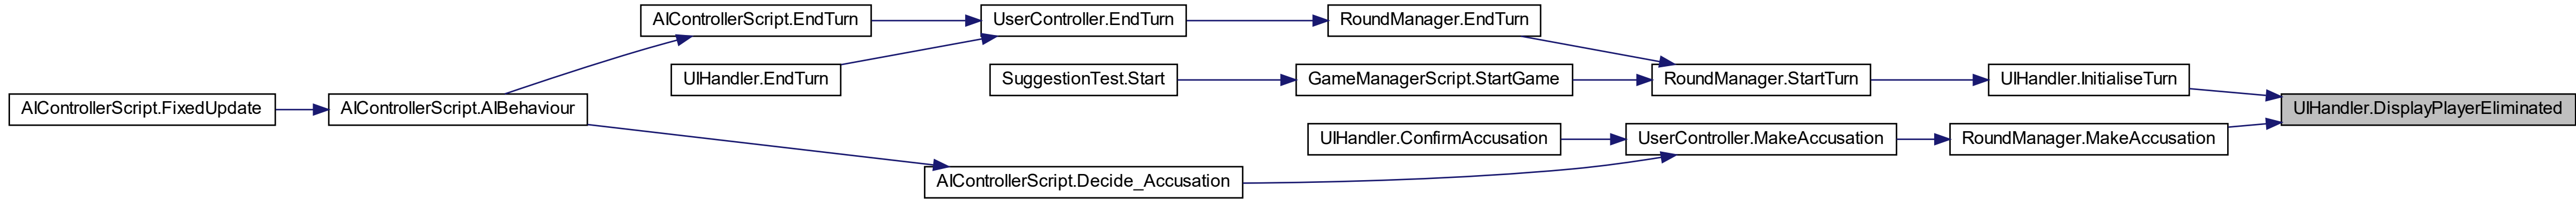 AIControllerScript.EndTurn
UserController.EndTurn
RoundManager.EndTurn
UIHandler.EndTurn
SuggestionTest.Start
GameManagerScript.StartGame
RoundManager.StartTurn
UIHandler.InitialiseTurn
AIControllerScript.FixedUpdate
AIControllerScript.AIBehaviour
UIHandler.DisplayPlayerEliminated
UIHandler.ConfirmAccusation
UserController.MakeAccusation
RoundManager.MakeAccusation
AIControllerScript.Decide_Accusation